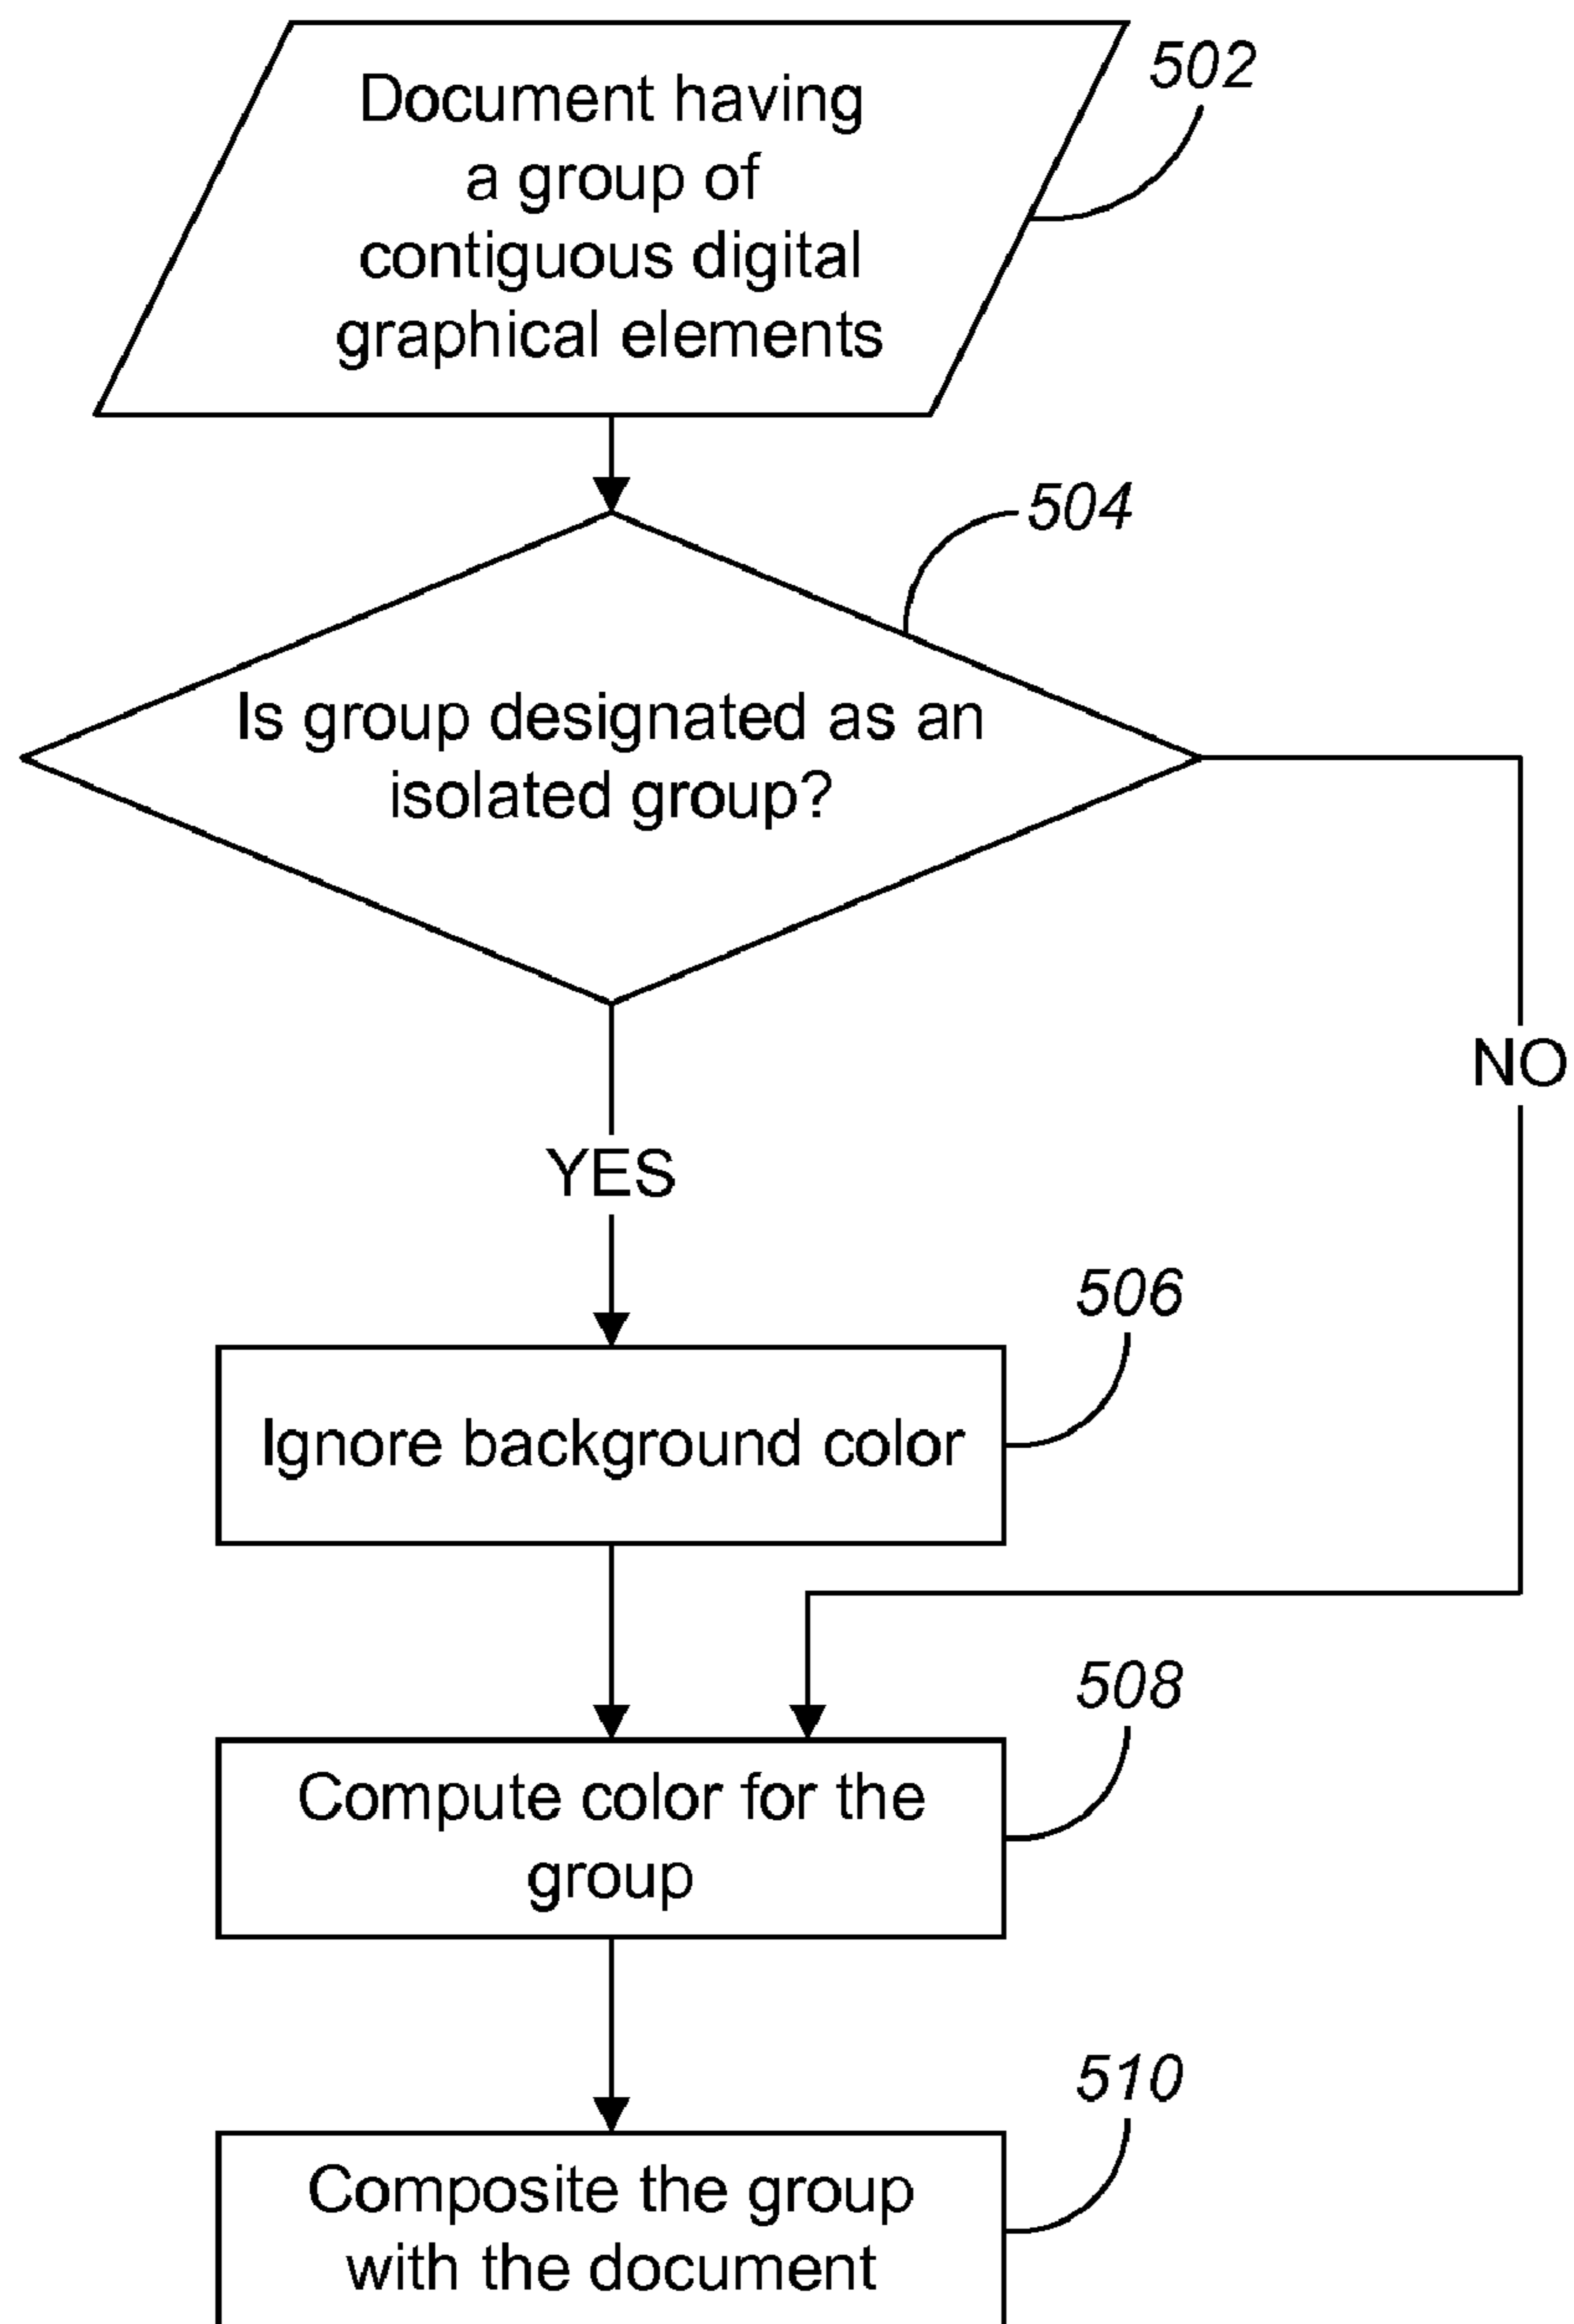 Document having
a group of
contiguous digital
graphical elements
502
504
Is group designated as an
isolated group?
NO
YES
506
Ignore background color
508
Compute color for the
group
510
Composite the group
with the document